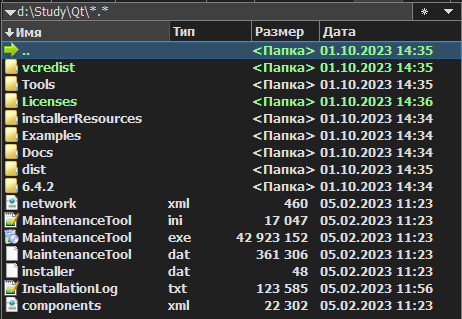 d:\Study\Qt\*.*
Имя Тип Размер Дата
.. <Папка> 01.10.2023 14:35
vcredist <Папка> 01.10.2023 14:35
Tools <Папка> 01.10.2023 14:35
Licenses <Папка> 01.10.2023 14:36
installerResources <Папка> 01.10.2023 14:34
Examples <Папка> 01.10.2023 14:34
Docs <Папка> 01.10.2023 14:34
dist <Папка> 01.10.2023 14:35
6.4.2 <Папка> 01.10.2023 14:34
network xml 460 05.02.2023 11:23
MaintenanceTool ini 17 047 05.02.2023 11:23
MaintenanceTool exe 42 923 152 05.02.2023 11:23
MaintenanceTool dat 361 306 05.02.2023 11:23
installer dat 48 05.02.2023 11:23
InstallationLog txt 123 585 05.02.2023 11:56
components xml 22 302 05.02.2023 11:23